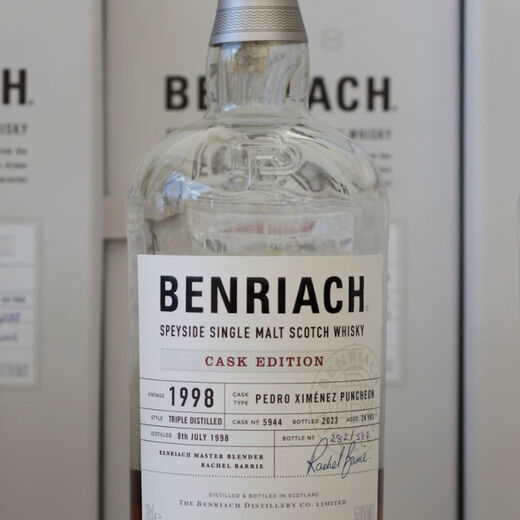 BENRIACH
BENRIACH
SPEYSIDE SINGLE MALT SCOTCH WHISKY
CASK EDITION
VINTAGE 1998 CASK TYPE PEDRO XIMÉNEZ PUNCHEON
STYLE TRIPLE DISTILLED CASK Nº 5944 BOTTLED 2023 AGED 24 YRS
DISTILLED 8th JULY 1998 BOTTLE Nº
BENRIACH MASTER BLENDER
RACHEL BARRIE
Rachel Barrie
DISTILLED & BOTTLED IN SCOTLAND
THE BENRIACH DISTILLERY CO. LIMITED